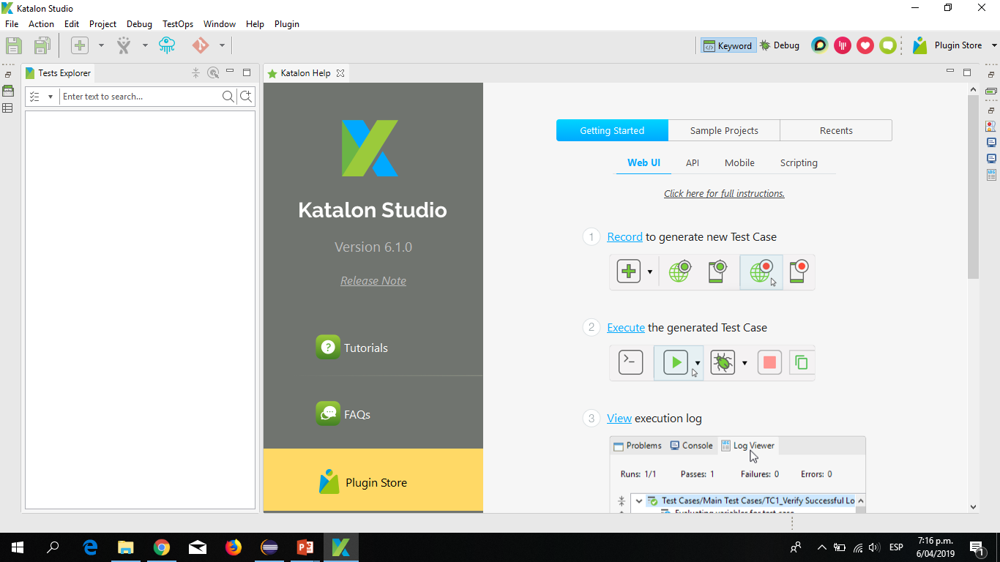 Katalon Studio
File Action Edit Project Debug TestOps Window Help Plugin
Keyword Debug Plugin Store
Tests Explorer
Enter text to search...
Katalon Help
Katalon Studio
Version 6.1.0
Release Note
Tutorials
FAQs
Plugin Store
Getting Started Sample Projects Recents
Web UI API Mobile Scripting
Click here for full instructions.
1 Record to generate new Test Case
2 Execute the generated Test Case
3 View execution log
Problems Console Log Viewer
Runs: 1/1 Passes: 1 Failures: 0 Errors: 0
Test Cases/Main Test Cases/TC1_Verify Successful Lo
Evaluating variables for test case
ESP
7:16 p.m.
6/04/2019
1